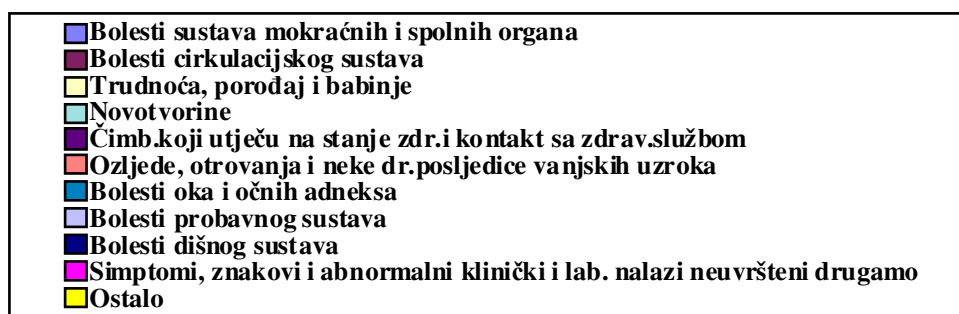 Bolesti sustava mokraćnih i spolnih organa
Bolesti cirkulacijskog sustava
Trudnoća, porođaj i babinje
Novotvorine
Čimb.koji utječu na stanje zdr.i kontakt sa zdrav.službom
Ozljede, otrovanja i neke dr.posljedice vanjskih uzroka
Bolesti oka i očnih adneksa
Bolesti probavnog sustava
Bolesti dišnog sustava
Simptomi, znakovi i abnormalni klinički i lab. nalazi neuvršteni drugamo
Ostalo